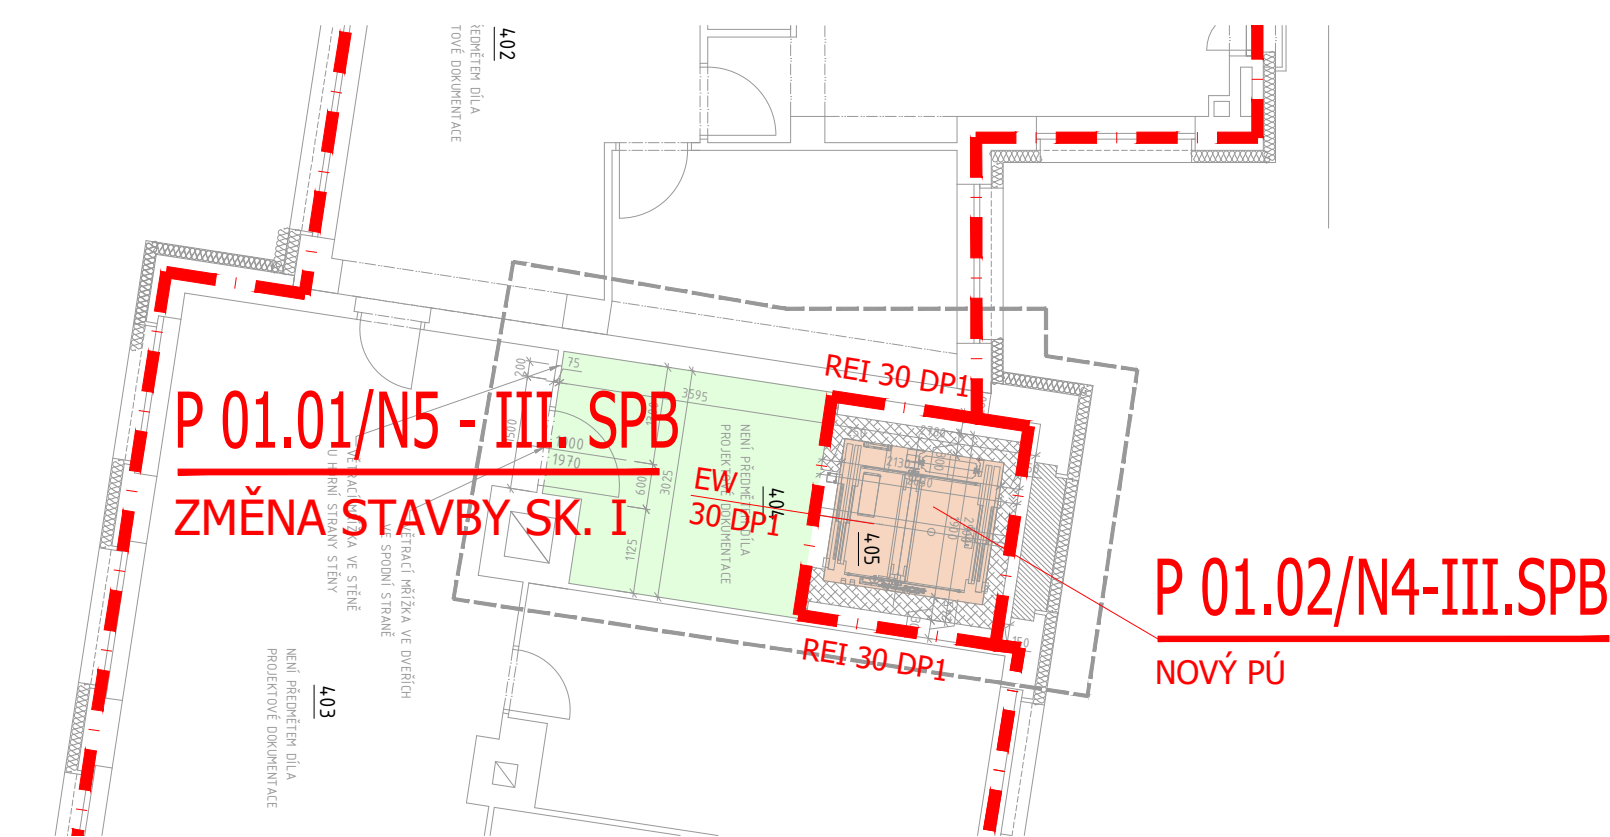 402
ŘEDMĚTEM DÍLA
TOVÉ DOKUMENTACE
REI 30 DP1
75
200
3595
P 01.01/N5 - III. SPB
ZMĚNA STAVBY SK. I
1970
3025
1125
NENÍ PŘEDMĚTEM DÍLA
PROJEKTOVÉ DOKUMENTACE
404
EW
30 DP1
405
REI 30 DP1
150
P 01.02/N4-III.SPB
NOVÝ PÚ
VĚTRACÍ MŘÍŽKA VE STĚNĚ
U HORNÍ STRANY STĚNY
VĚTRACÍ MŘÍŽKA VE DVEŘÍCH
VE SPODNÍ STRANĚ
403
NENÍ PŘEDMĚTEM DÍLA
PROJEKTOVÉ DOKUMENTACE